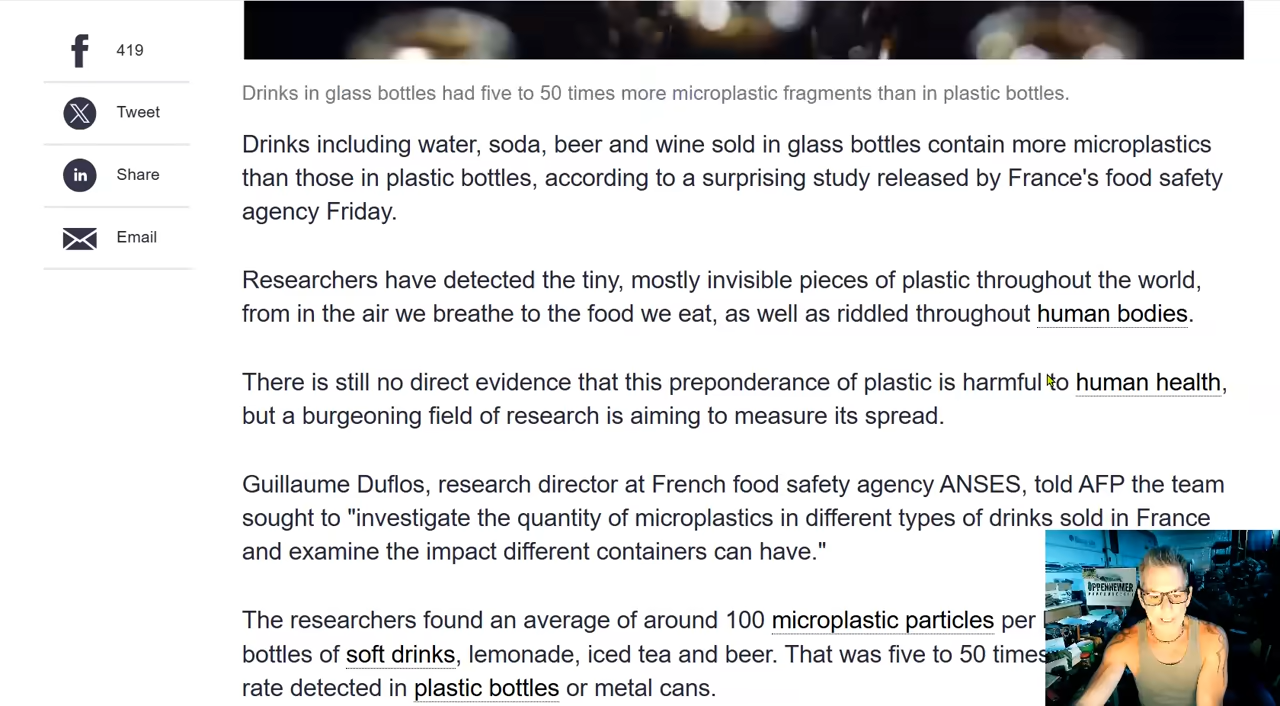 419
Tweet
Share
Email
Drinks in glass bottles had five to 50 times more microplastic fragments than in plastic bottles.
Drinks including water, soda, beer and wine sold in glass bottles contain more microplastics
than those in plastic bottles, according to a surprising study released by France's food safety
agency Friday.
Researchers have detected the tiny, mostly invisible pieces of plastic throughout the world,
from in the air we breathe to the food we eat, as well as riddled throughout human bodies.
There is still no direct evidence that this preponderance of plastic is harmful to human health,
but a burgeoning field of research is aiming to measure its spread.
Guillaume Duflos, research director at French food safety agency ANSES, told AFP the team
sought to "investigate the quantity of microplastics in different types of drinks sold in France
and examine the impact different containers can have."
The researchers found an average of around 100 microplastic particles per
bottles of soft drinks, lemonade, iced tea and beer. That was five to 50 times
rate detected in plastic bottles or metal cans.
OPPENHEIMER